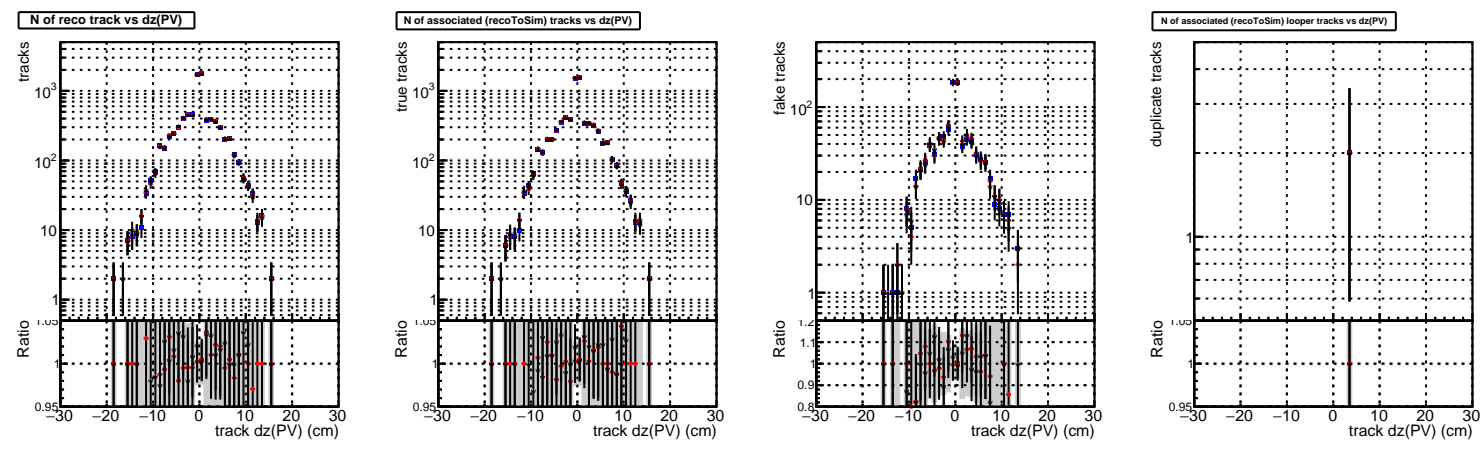 N of reco track vs dz(PV)
tracks
10³
10²
10
1
1.05
Ratio
1
0.95
−30 −20 −10 0 10 20 30
track dz(PV) (cm)
N of associated (recoToSim) tracks vs dz(PV)
true tracks
10³
10²
10
1
1.05
Ratio
1
0.95
−30 −20 −10 0 10 20 30
track dz(PV) (cm)
fake tracks
10²
10
1
1.2
Ratio
1.1
1
0.9
0.8
−30 −20 −10 0 10 20 30
track dz(PV) (cm)
N of associated (recoToSim) looper tracks vs dz(PV)
duplicate tracks
1
1.05
Ratio
1
0.95
−30 −20 −10 0 10 20 30
track dz(PV) (cm)